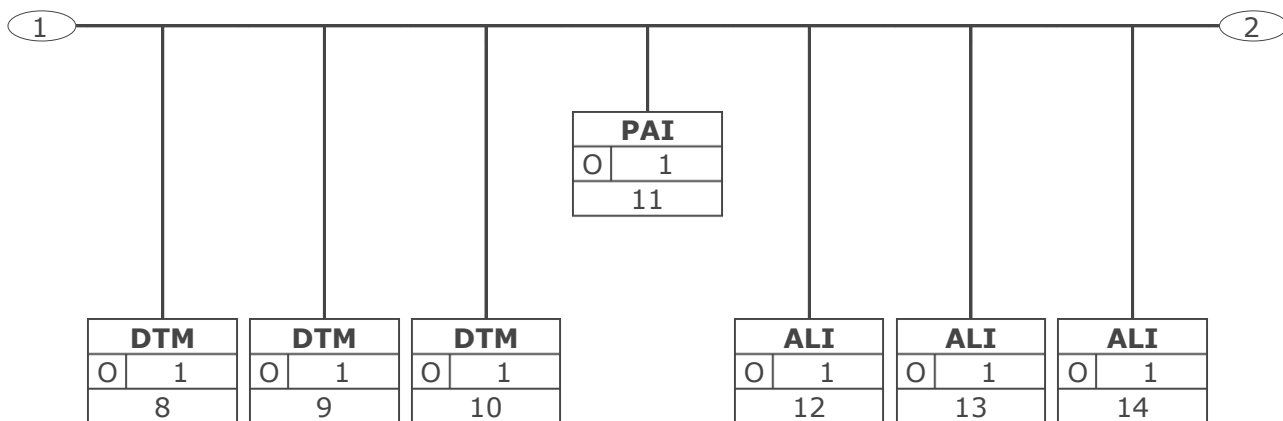 1 2
PAI
O 1
11
DTM DTM DTM ALI ALI ALI
O 1 O 1 O 1 O 1 O 1 O 1
8 9 10 12 13 14